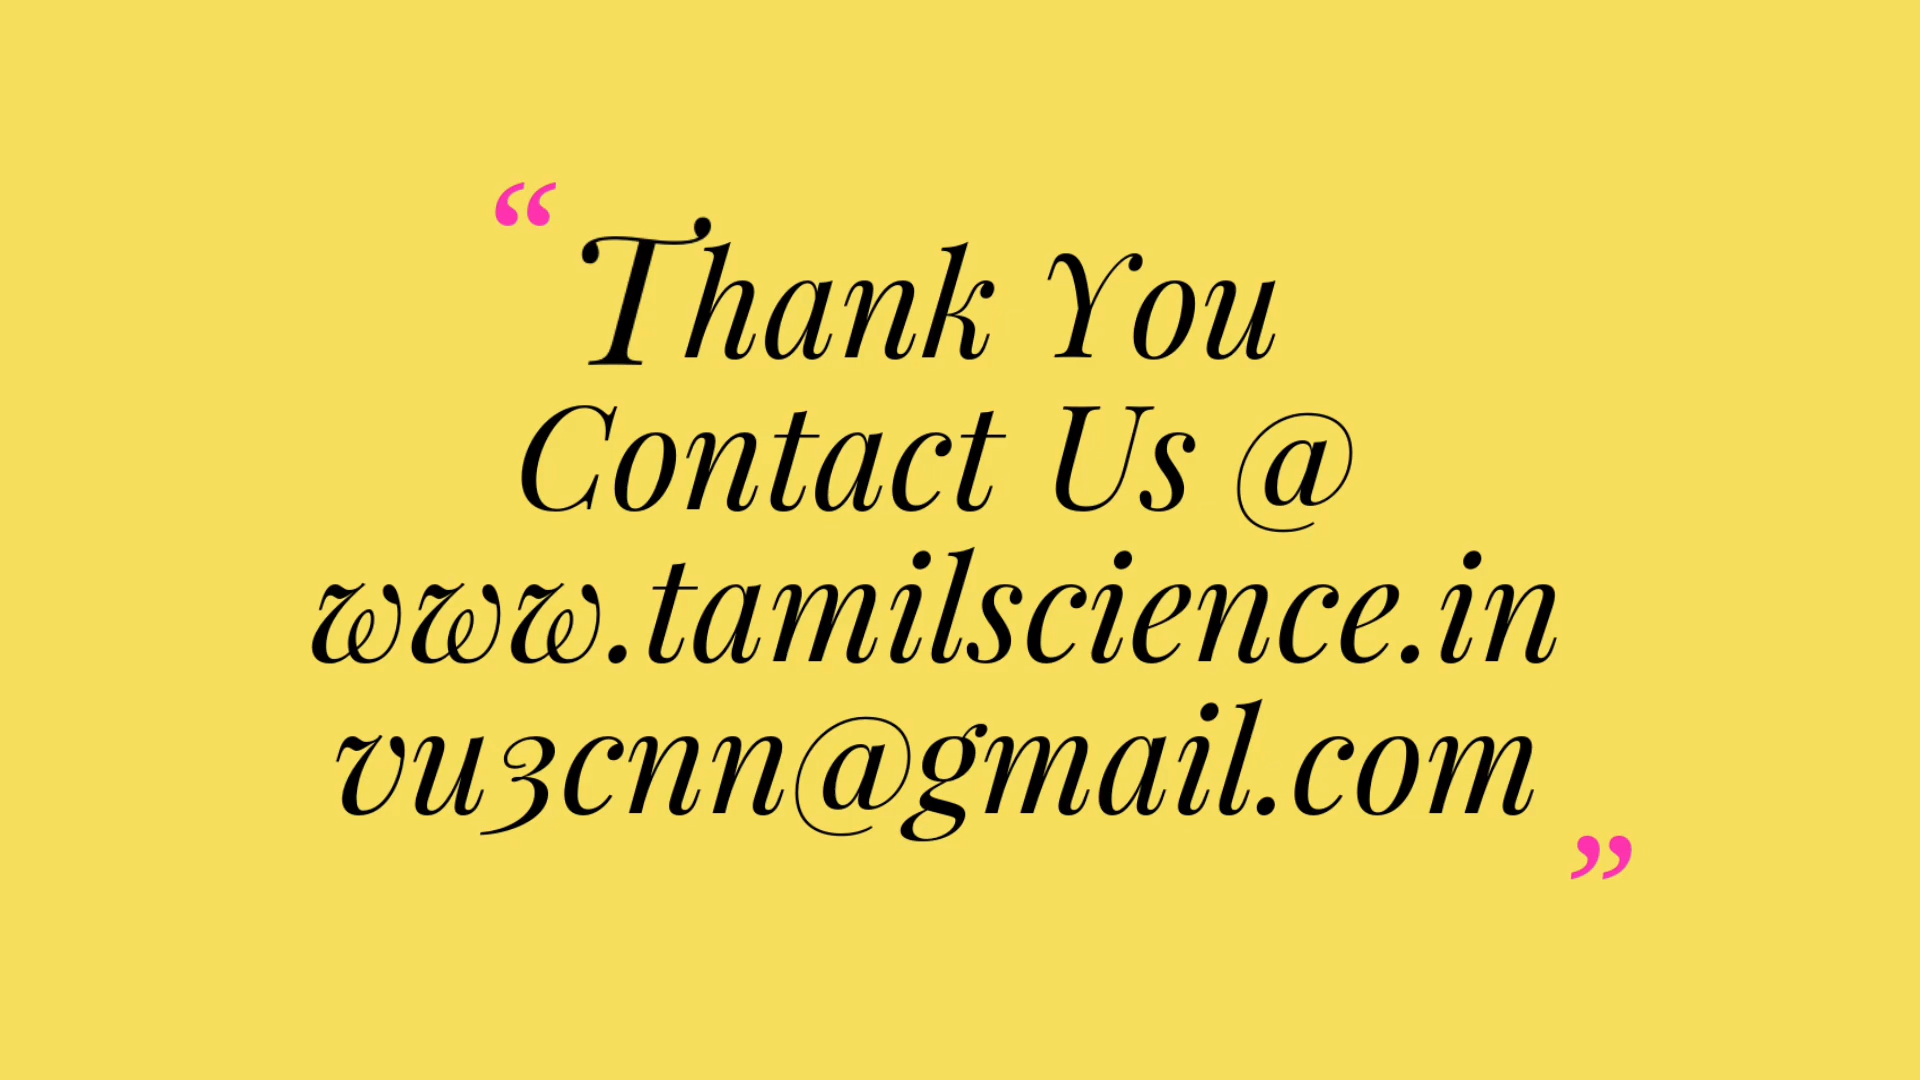 “Thank You
Contact Us @
www.tamilscience.in
vu3cnn@gmail.com”